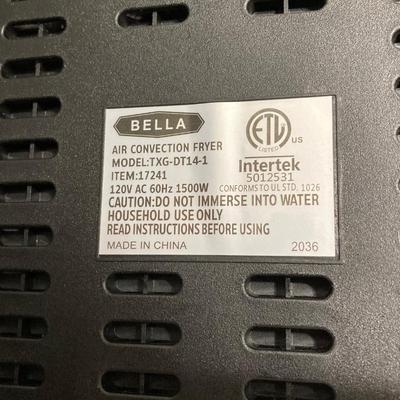 BELLA
AIR CONVECTION FRYER
MODEL:TXG-DT14-1
ITEM:17241
120V AC 60Hz 1500W
ETL
LISTED
US
Intertek
5012531
CONFORMS TO UL STD. 1026
CAUTION:DO NOT IMMERSE INTO WATER
HOUSEHOLD USE ONLY
READ INSTRUCTIONS BEFORE USING
MADE IN CHINA
2036